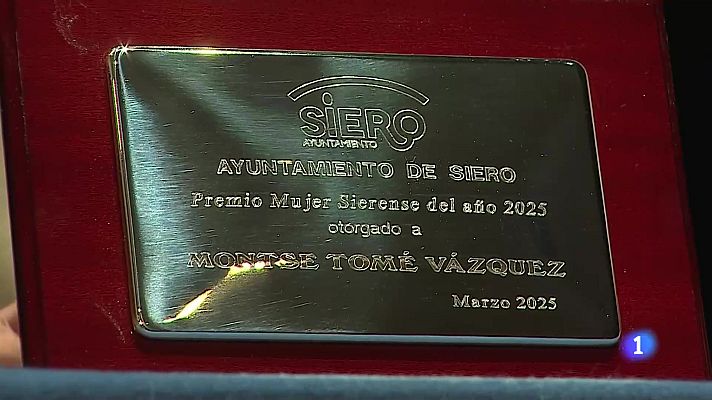 SiERO
AYUNTAMIENTO
AYUNTAMIENTO DE SIERO
Premio Mujer Sierense del año 2025
otorgado a
MONTSE TOMÉ VÁZQUEZ
Marzo 2025
1